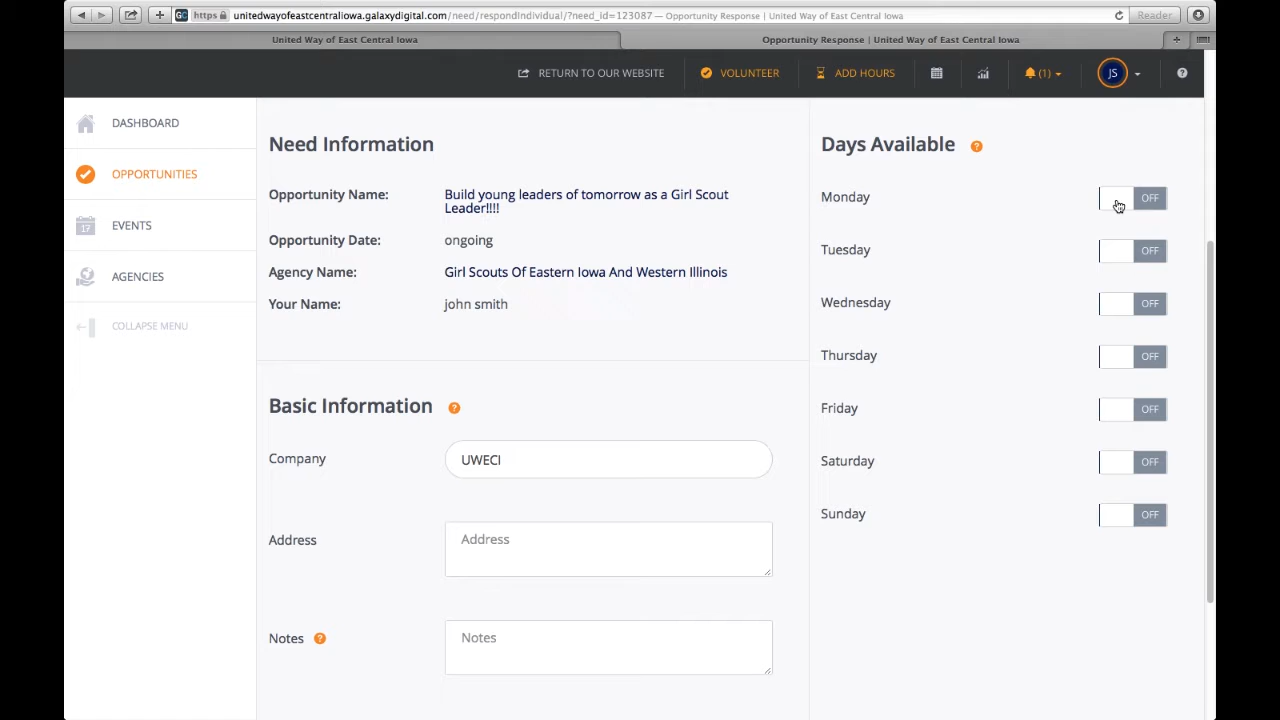 GC https unitedwayofeastcentraliowa.galaxydigital.com/need/respondIndividual/?need_id=123087 — Opportunity Response | United Way of East Central Iowa Reader
United Way of East Central Iowa
Opportunity Response | United Way of East Central Iowa
RETURN TO OUR WEBSITE VOLUNTEER ADD HOURS (1) JS ?
DASHBOARD
OPPORTUNITIES
17 EVENTS
AGENCIES
COLLAPSE MENU
Need Information
Opportunity Name: Build young leaders of tomorrow as a Girl Scout
Leader!!!!
Opportunity Date: ongoing
Agency Name: Girl Scouts Of Eastern Iowa And Western Illinois
Your Name: john smith
Basic Information ?
Company UWECI
Address Address
Notes ? Notes
Days Available ?
Monday OFF
Tuesday OFF
Wednesday OFF
Thursday OFF
Friday OFF
Saturday OFF
Sunday OFF